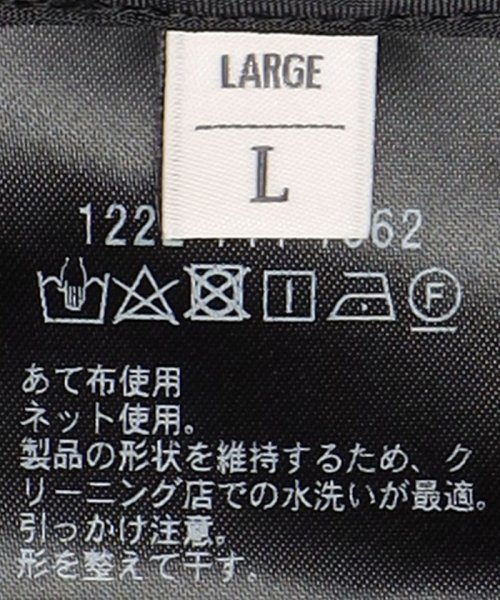 LARGE
L
あて布使用
ネット使用。
製品の形状を維持するため、ク
リーニング店での水洗いが最適。
引っかけ注意。
形を整えて干す。
F